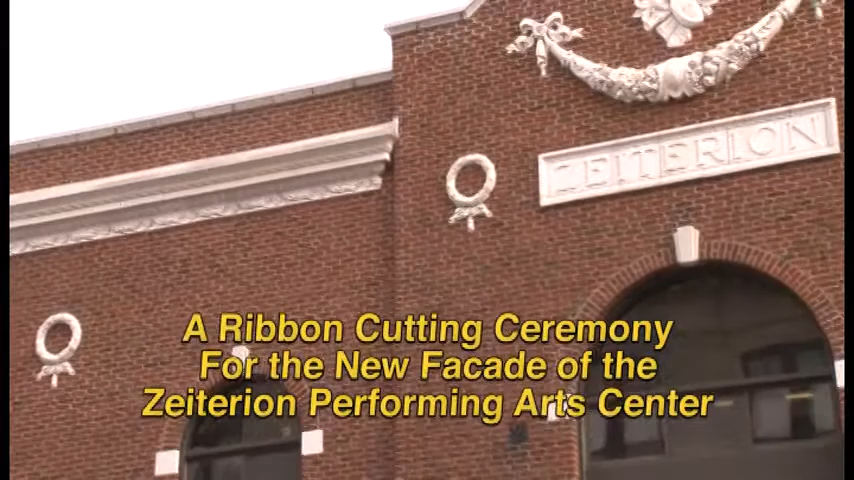 ZEITERION
A Ribbon Cutting Ceremony
For the New Facade of the
Zeiterion Performing Arts Center